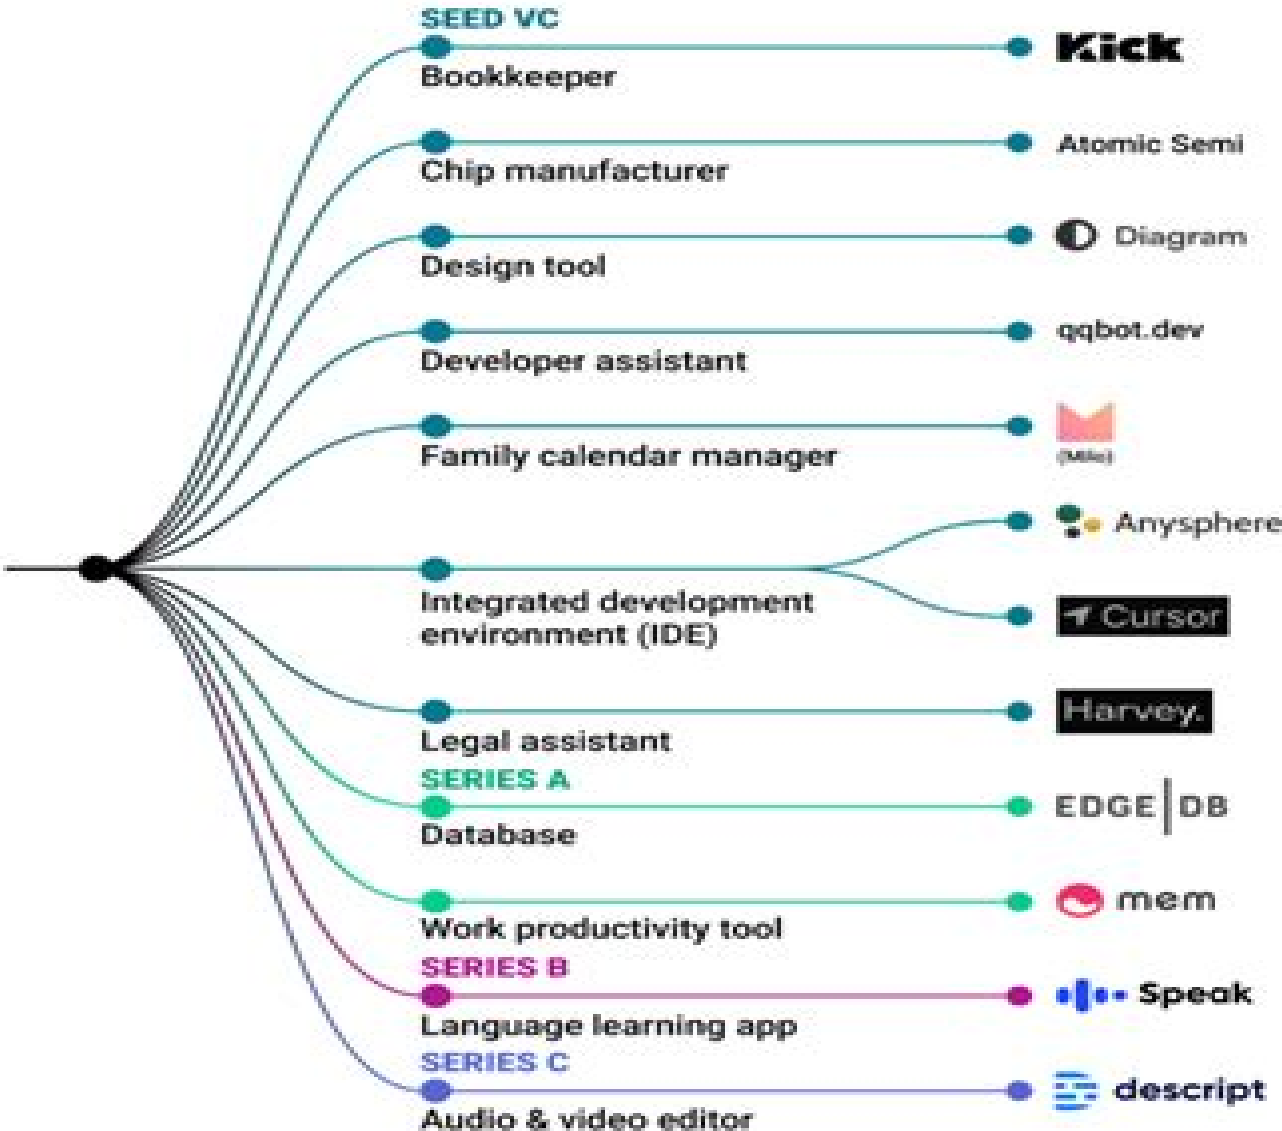 SEED VC
Kick
Bookkeeper
Atomic Semi
Chip manufacturer
Diagram
Design tool
qqbot.dev
Developer assistant
Family calendar manager
(Milo)
Anysphere
Integrated development
environment (IDE)
Cursor
Harvey.
Legal assistant
SERIES A
EDGE|DB
Database
mem
Work productivity tool
SERIES B
Speak
Language learning app
SERIES C
descript
Audio & video editor